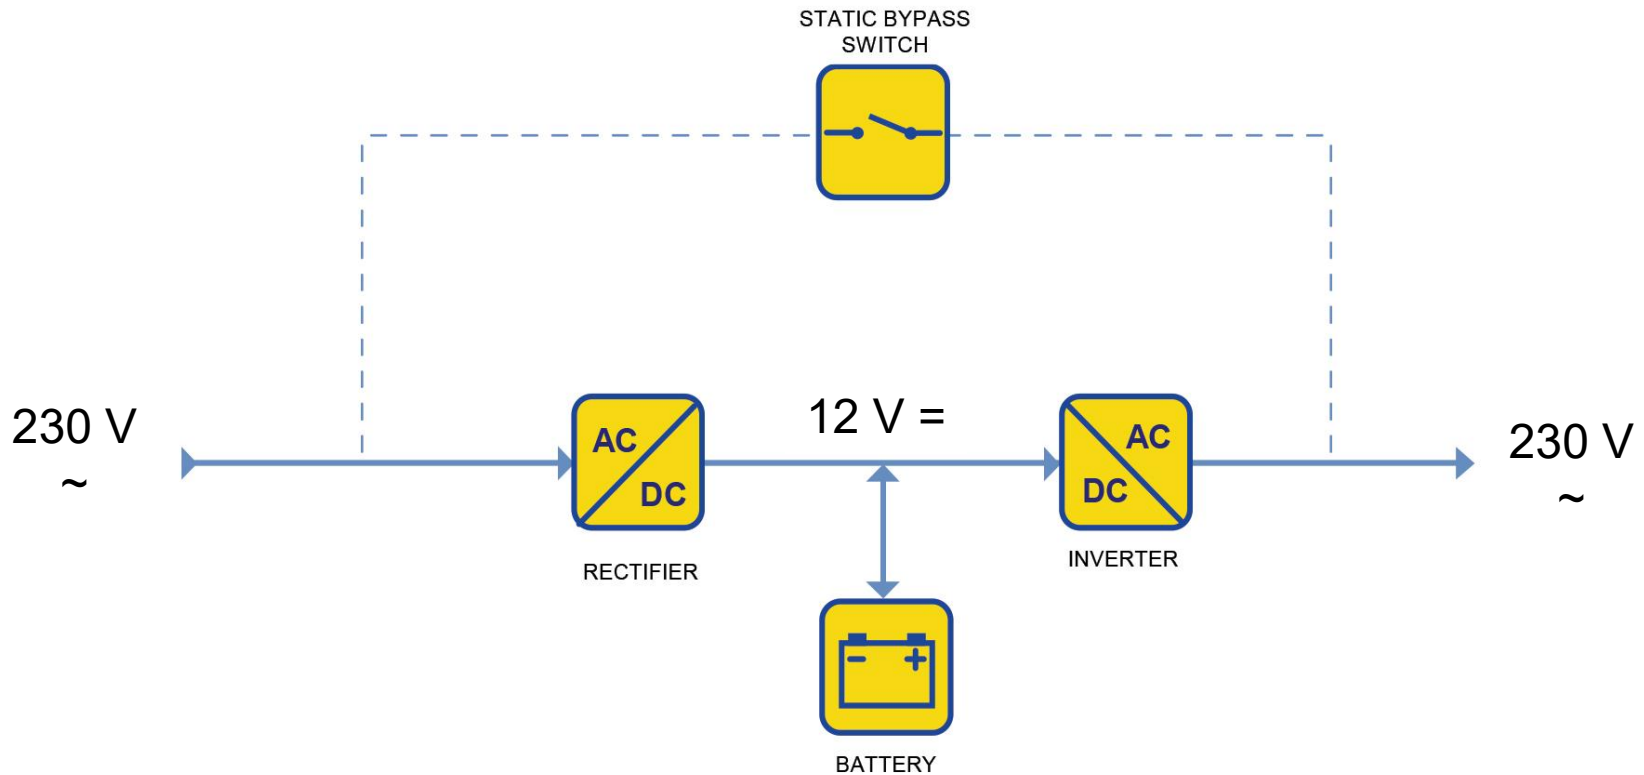 STATIC BYPASS
SWITCH
230 V
~
AC
DC
RECTIFIER
12 V =
AC
DC
INVERTER
230 V
~
- +
BATTERY